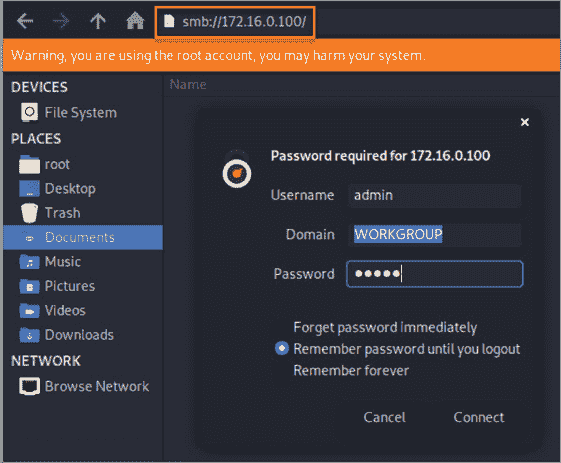 smb://172.16.0.100/
Warning, you are using the root account, you may harm your system.
DEVICES
File System
PLACES
root
Desktop
Trash
Documents
Music
Pictures
Videos
Downloads
NETWORK
Browse Network
Name
Password required for 172.16.0.100
Username admin
Domain WORKGROUP
Password ●●●●●
Forget password immediately
Remember password until you logout
Remember forever
Cancel Connect